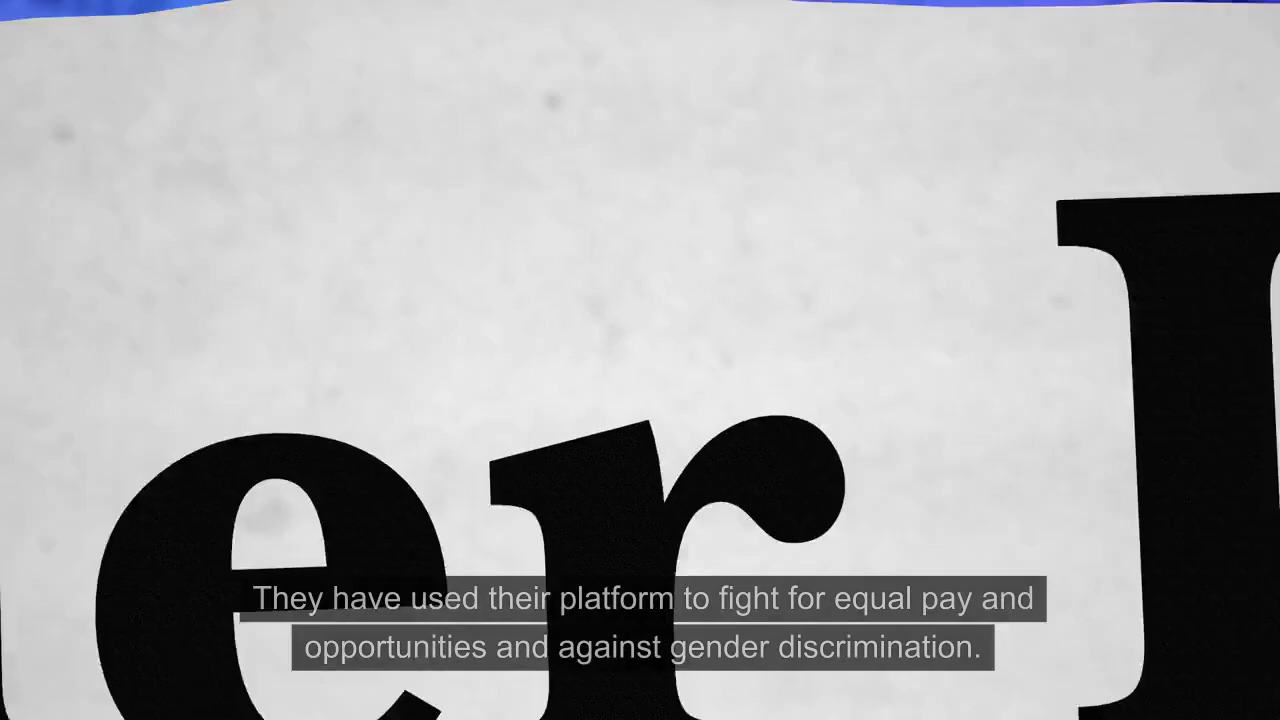 er
They have used their platform to fight for equal pay and
opportunities and against gender discrimination.